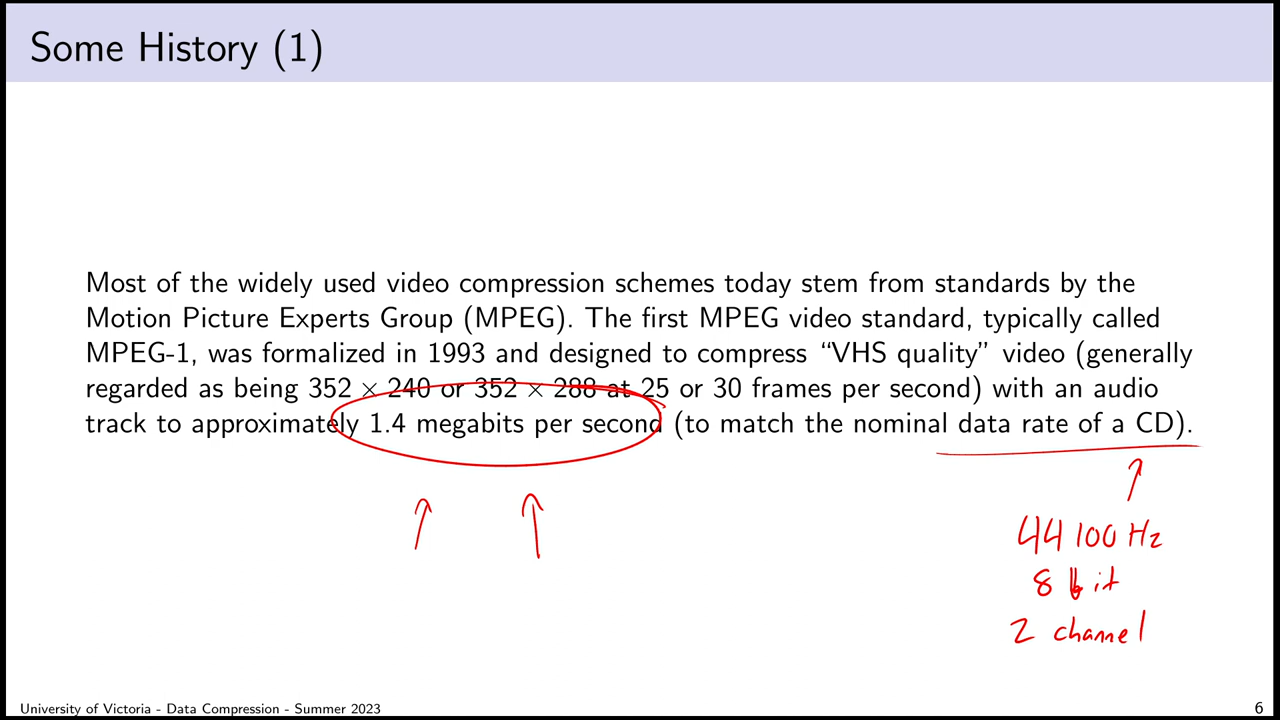 Some History (1)
Most of the widely used video compression schemes today stem from standards by the
Motion Picture Experts Group (MPEG). The first MPEG video standard, typically called
MPEG-1, was formalized in 1993 and designed to compress “VHS quality” video (generally
regarded as being 352 × 240 or 352 × 288 at 25 or 30 frames per second) with an audio
track to approximately 1.4 megabits per second (to match the nominal data rate of a CD).
44100 Hz
8 bit
2 channel
University of Victoria - Data Compression - Summer 2023
6